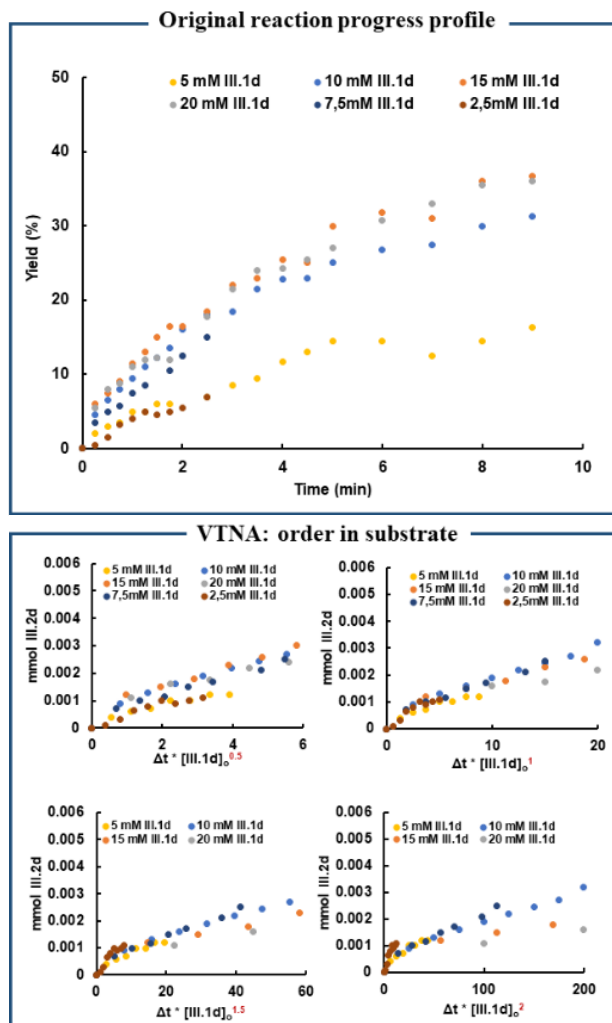 Original reaction progress profile
5 mM III.1d 10 mM III.1d 15 mM III.1d
20 mM III.1d 7,5mM III.1d 2,5mM III.1d
50
40
30
20
10
0
Yield (%)
0 2 4 6 8 10
Time (min)
VTNA: order in substrate
0.006
0.005
0.004
0.003
0.002
0.001
0
mmol III.2d
5 mM III.1d 10 mM III.1d
15 mM III.1d 20 mM III.1d
7,5mM III.1d 2,5mM III.1d
0 2 4 6
Δt * [III.1d]o0.5
0.006
0.005
0.004
0.003
0.002
0.001
0
mmol III.2d
5 mM III.1d 10 mM III.1d
15 mM III.1d 20 mM III.1d
7,5mM III.1d 2,5mM III.1d
0 10 20
Δt * [III.1d]o1
0.006
0.005
0.004
0.003
0.002
0.001
0.000
mmol III.2d
5 mM III.1d 10 mM III.1d
15 mM III.1d 20 mM III.1d
0 20 40 60
Δt * [III.1d]o1.5
0.006
0.005
0.004
0.003
0.002
0.001
0
mmol III.2d
5 mM III.1d 10 mM III.1d
15 mM III.1d 20 mM III.1d
0 50 100 150 200
Δt * [III.1d]o2